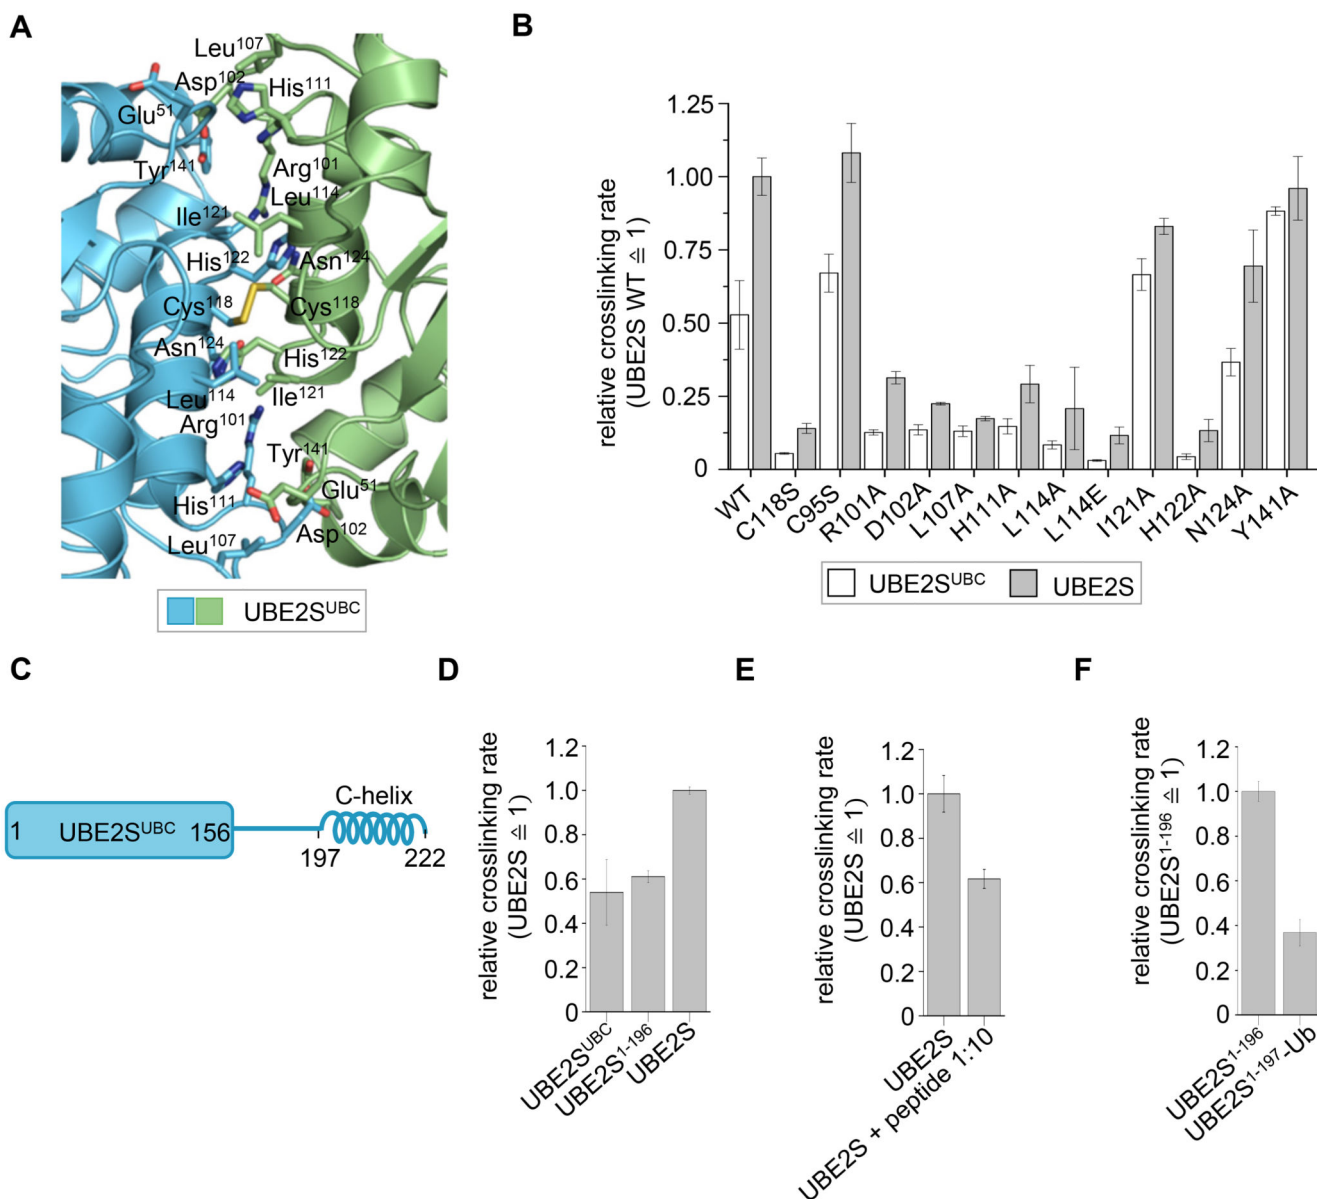 A
Leu¹⁰⁷
Asp¹⁰²
His¹¹¹
Glu⁵¹
Tyr¹⁴¹
Arg¹⁰¹
Leu¹¹⁴
Ile¹²¹
His¹²²
Asn¹²⁴
Cys¹¹⁸
Cys¹¹⁸
Asn¹²⁴
His¹²²
Leu¹¹⁴
Ile¹²¹
Arg¹⁰¹
Tyr¹⁴¹
His¹¹¹
Glu⁵¹
Asp¹⁰²
Leu¹⁰⁷
UBE2Sᵁᴮꟲ
B
relative crosslinking rate
(UBE2S WT ≙ 1)
1.25
1.00
0.75
0.50
0.25
0
WT
C118S
C95S
R101A
D102A
L107A
H111A
L114A
L114E
I121A
H122A
N124A
Y141A
UBE2Sᵁᴮꟲ
UBE2S
C
1
UBE2Sᵁᴮꟲ
156
C-helix
197
222
D
relative crosslinking rate
(UBE2S ≙ 1)
1.2
1.0
0.8
0.6
0.4
0.2
0
UBE2Sᵁᴮꟲ
UBE2S¹⁻¹⁹⁶
UBE2S
E
relative crosslinking rate
(UBE2S ≙ 1)
1.2
1.0
0.8
0.6
0.4
0.2
0
UBE2S
UBE2S + peptide 1:10
F
relative crosslinking rate
(UBE2S¹⁻¹⁹⁶ ≙ 1)
1.2
1.0
0.8
0.6
0.4
0.2
0
UBE2S¹⁻¹⁹⁶
UBE2S¹⁻¹⁹⁷-Ub